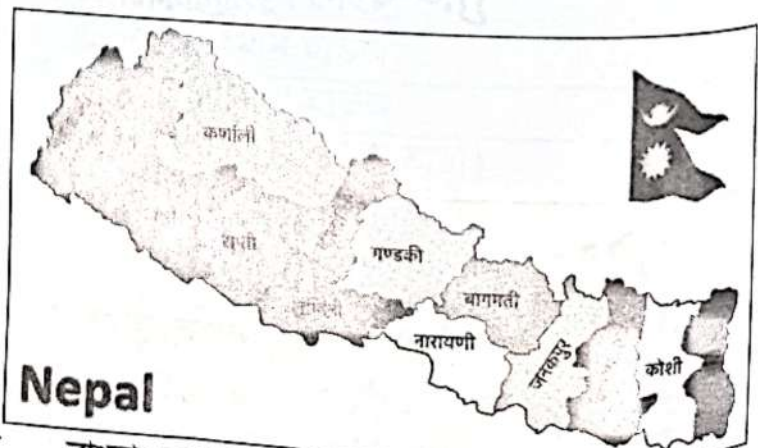 कर्णाली
राप्ती
गण्डकी
लुम्बिनी
बागमती
नारायणी
जनकपुर
कोशी
Nepal